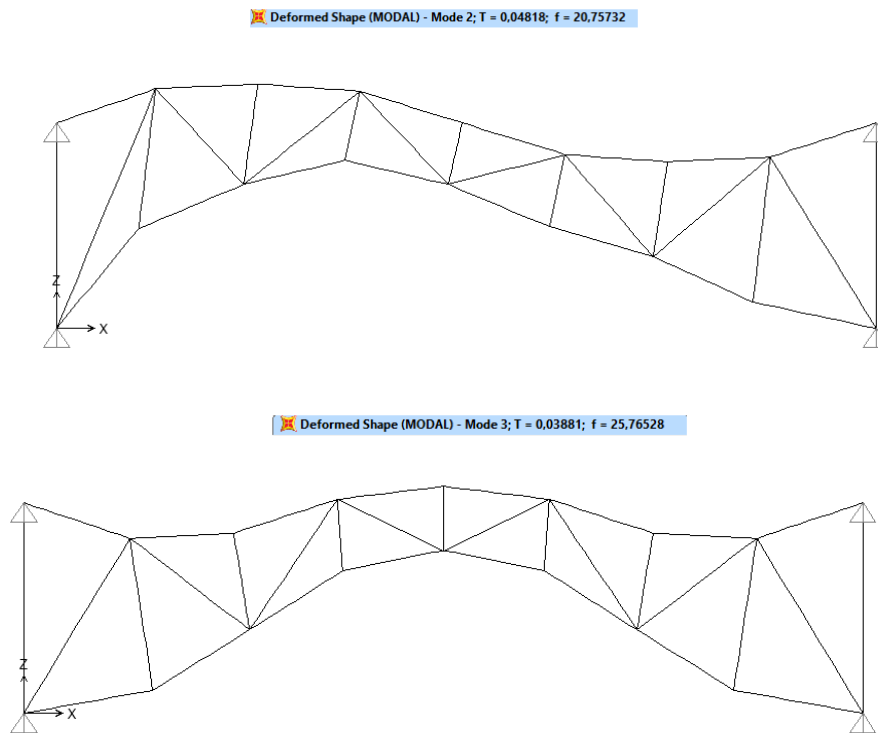 Deformed Shape (MODAL) - Mode 2; T = 0,04818; f = 20,75732
Z
X
Deformed Shape (MODAL) - Mode 3; T = 0,03881; f = 25,76528
Z
X